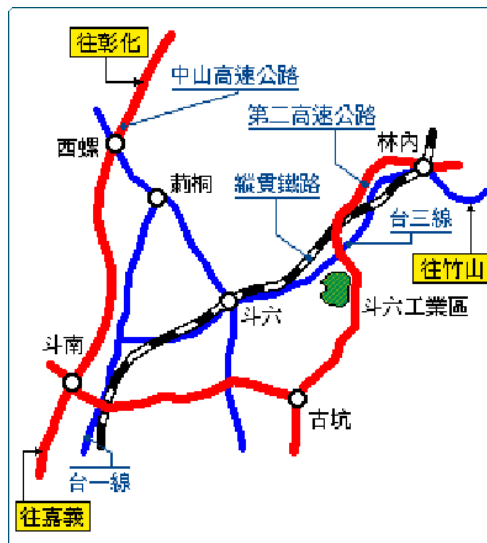 往彰化
中山高速公路
第二高速公路
林內
西螺
莿桐
縱貫鐵路
台三線
往竹山
斗六
斗六工業區
斗南
古坑
台一線
往嘉義